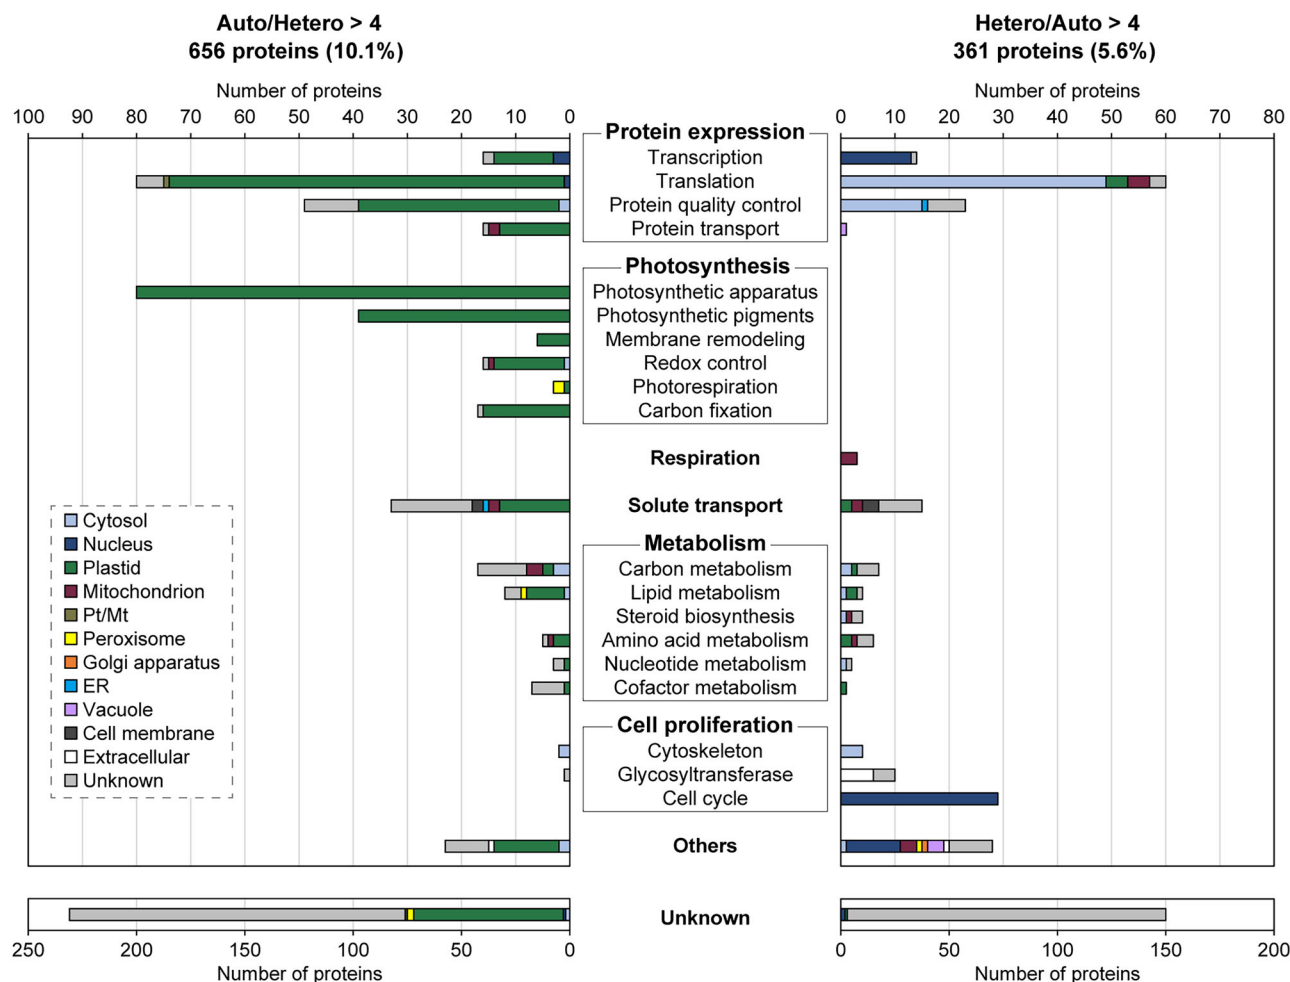 Auto/Hetero > 4
656 proteins (10.1%)
Hetero/Auto > 4
361 proteins (5.6%)
Number of proteins
Number of proteins
100 90 80 70 60 50 40 30 20 10 0
0 10 20 30 40 50 60 70 80
Protein expression
Transcription
Translation
Protein quality control
Protein transport
Photosynthesis
Photosynthetic apparatus
Photosynthetic pigments
Membrane remodeling
Redox control
Photorespiration
Carbon fixation
Respiration
Solute transport
Metabolism
Carbon metabolism
Lipid metabolism
Steroid biosynthesis
Amino acid metabolism
Nucleotide metabolism
Cofactor metabolism
Cell proliferation
Cytoskeleton
Glycosyltransferase
Cell cycle
Others
Unknown
Cytosol
Nucleus
Plastid
Mitochondrion
Pt/Mt
Peroxisome
Golgi apparatus
ER
Vacuole
Cell membrane
Extracellular
Unknown
250 200 150 100 50 0
0 50 100 150 200
Number of proteins
Number of proteins